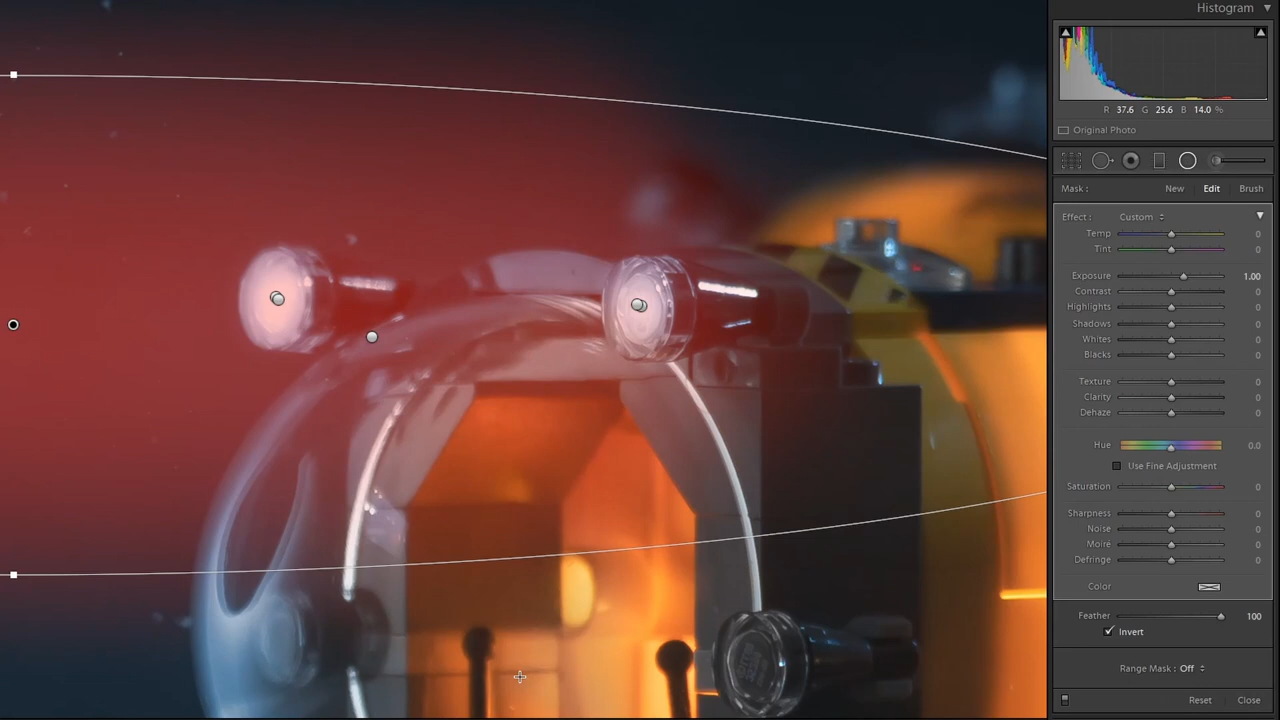 Histogram
R 37.6 G 25.6 B 14.0 %
Original Photo
Mask : New Edit Brush
Effect : Custom
Temp 0
Tint 0
Exposure 1.00
Contrast 0
Highlights 0
Shadows 0
Whites 0
Blacks 0
Texture 0
Clarity 0
Dehaze 0
Hue 0.0
Use Fine Adjustment
Saturation 0
Sharpness 0
Noise 0
Moiré 0
Defringe 0
Color
Feather 100
Invert
Range Mask : Off
Reset Close